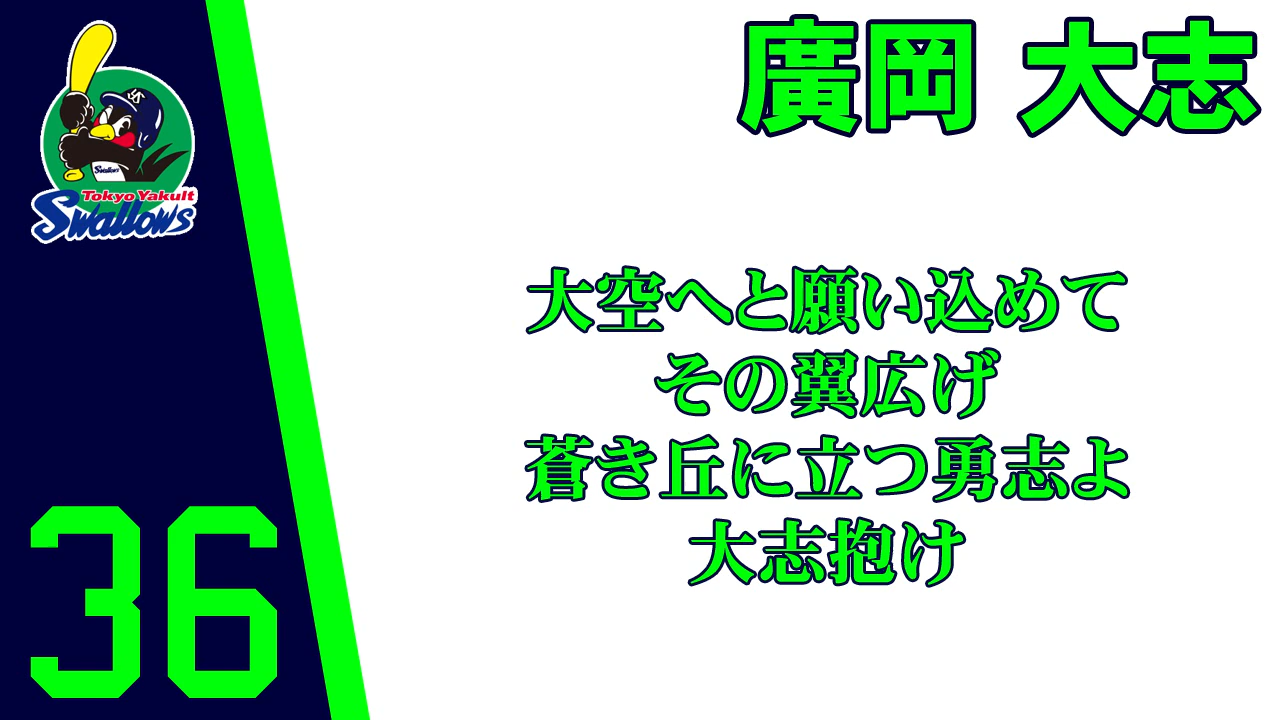 廣岡 大志
Swallows
Tokyo Yakult
Swallows
大空へと願い込めて
その翼広げ
蒼き丘に立つ勇志よ
大志抱け
36